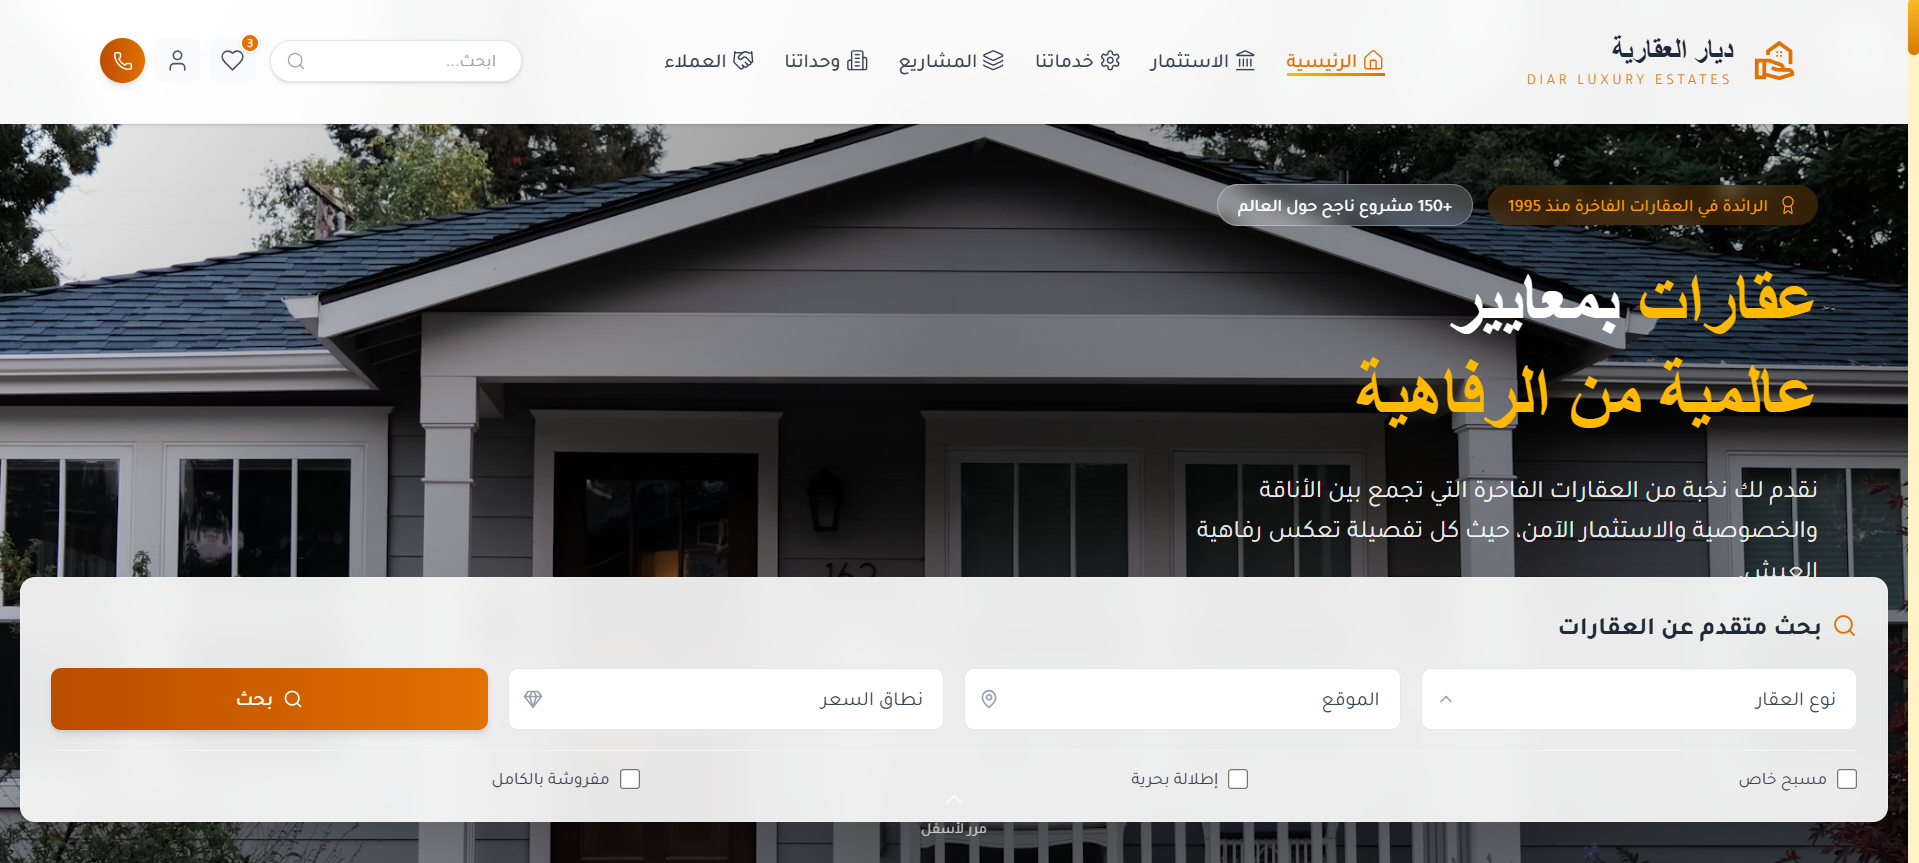 ديار العقارية
DIAR LUXURY ESTATES
الرئيسية
الاستثمار
خدماتنا
المشاريع
وحداتنا
العملاء
ابحث...
3
الرائدة في العقارات الفاخرة منذ 1995
+150 مشروع ناجح حول العالم
عقارات بمعايير
عالمية من الرفاهية
نقدم لك نخبة من العقارات الفاخرة التي تجمع بين الأناقة
والخصوصية والاستثمار الآمن، حيث كل تفصيلة تعكس رفاهية
العيش.
162
بحث متقدم عن العقارات
نوع العقار
الموقع
نطاق السعر
بحث
مسبح خاص
إطلالة بحرية
مفروشة بالكامل
مرر لأسفل